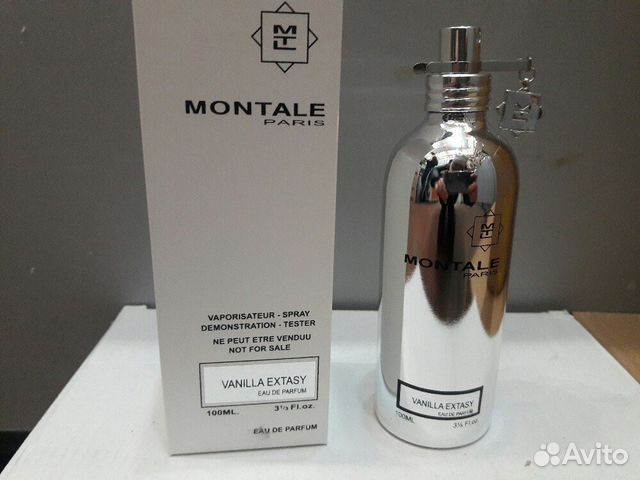 MTL
MONTALE
PARIS
VAPORISATEUR - SPRAY
DEMONSTRATION - TESTER
NE PEUT ETRE VENDUU
NOT FOR SALE
VANILLA EXTASY
EAU DE PARFUM
100ML. 3⅓ Fl.oz.
EAU DE PARFUM
MTL
MONTALE
PARIS
VANILLA EXTASY
EAU DE PARFUM
100ML. 3⅓ Fl.oz.
Avito